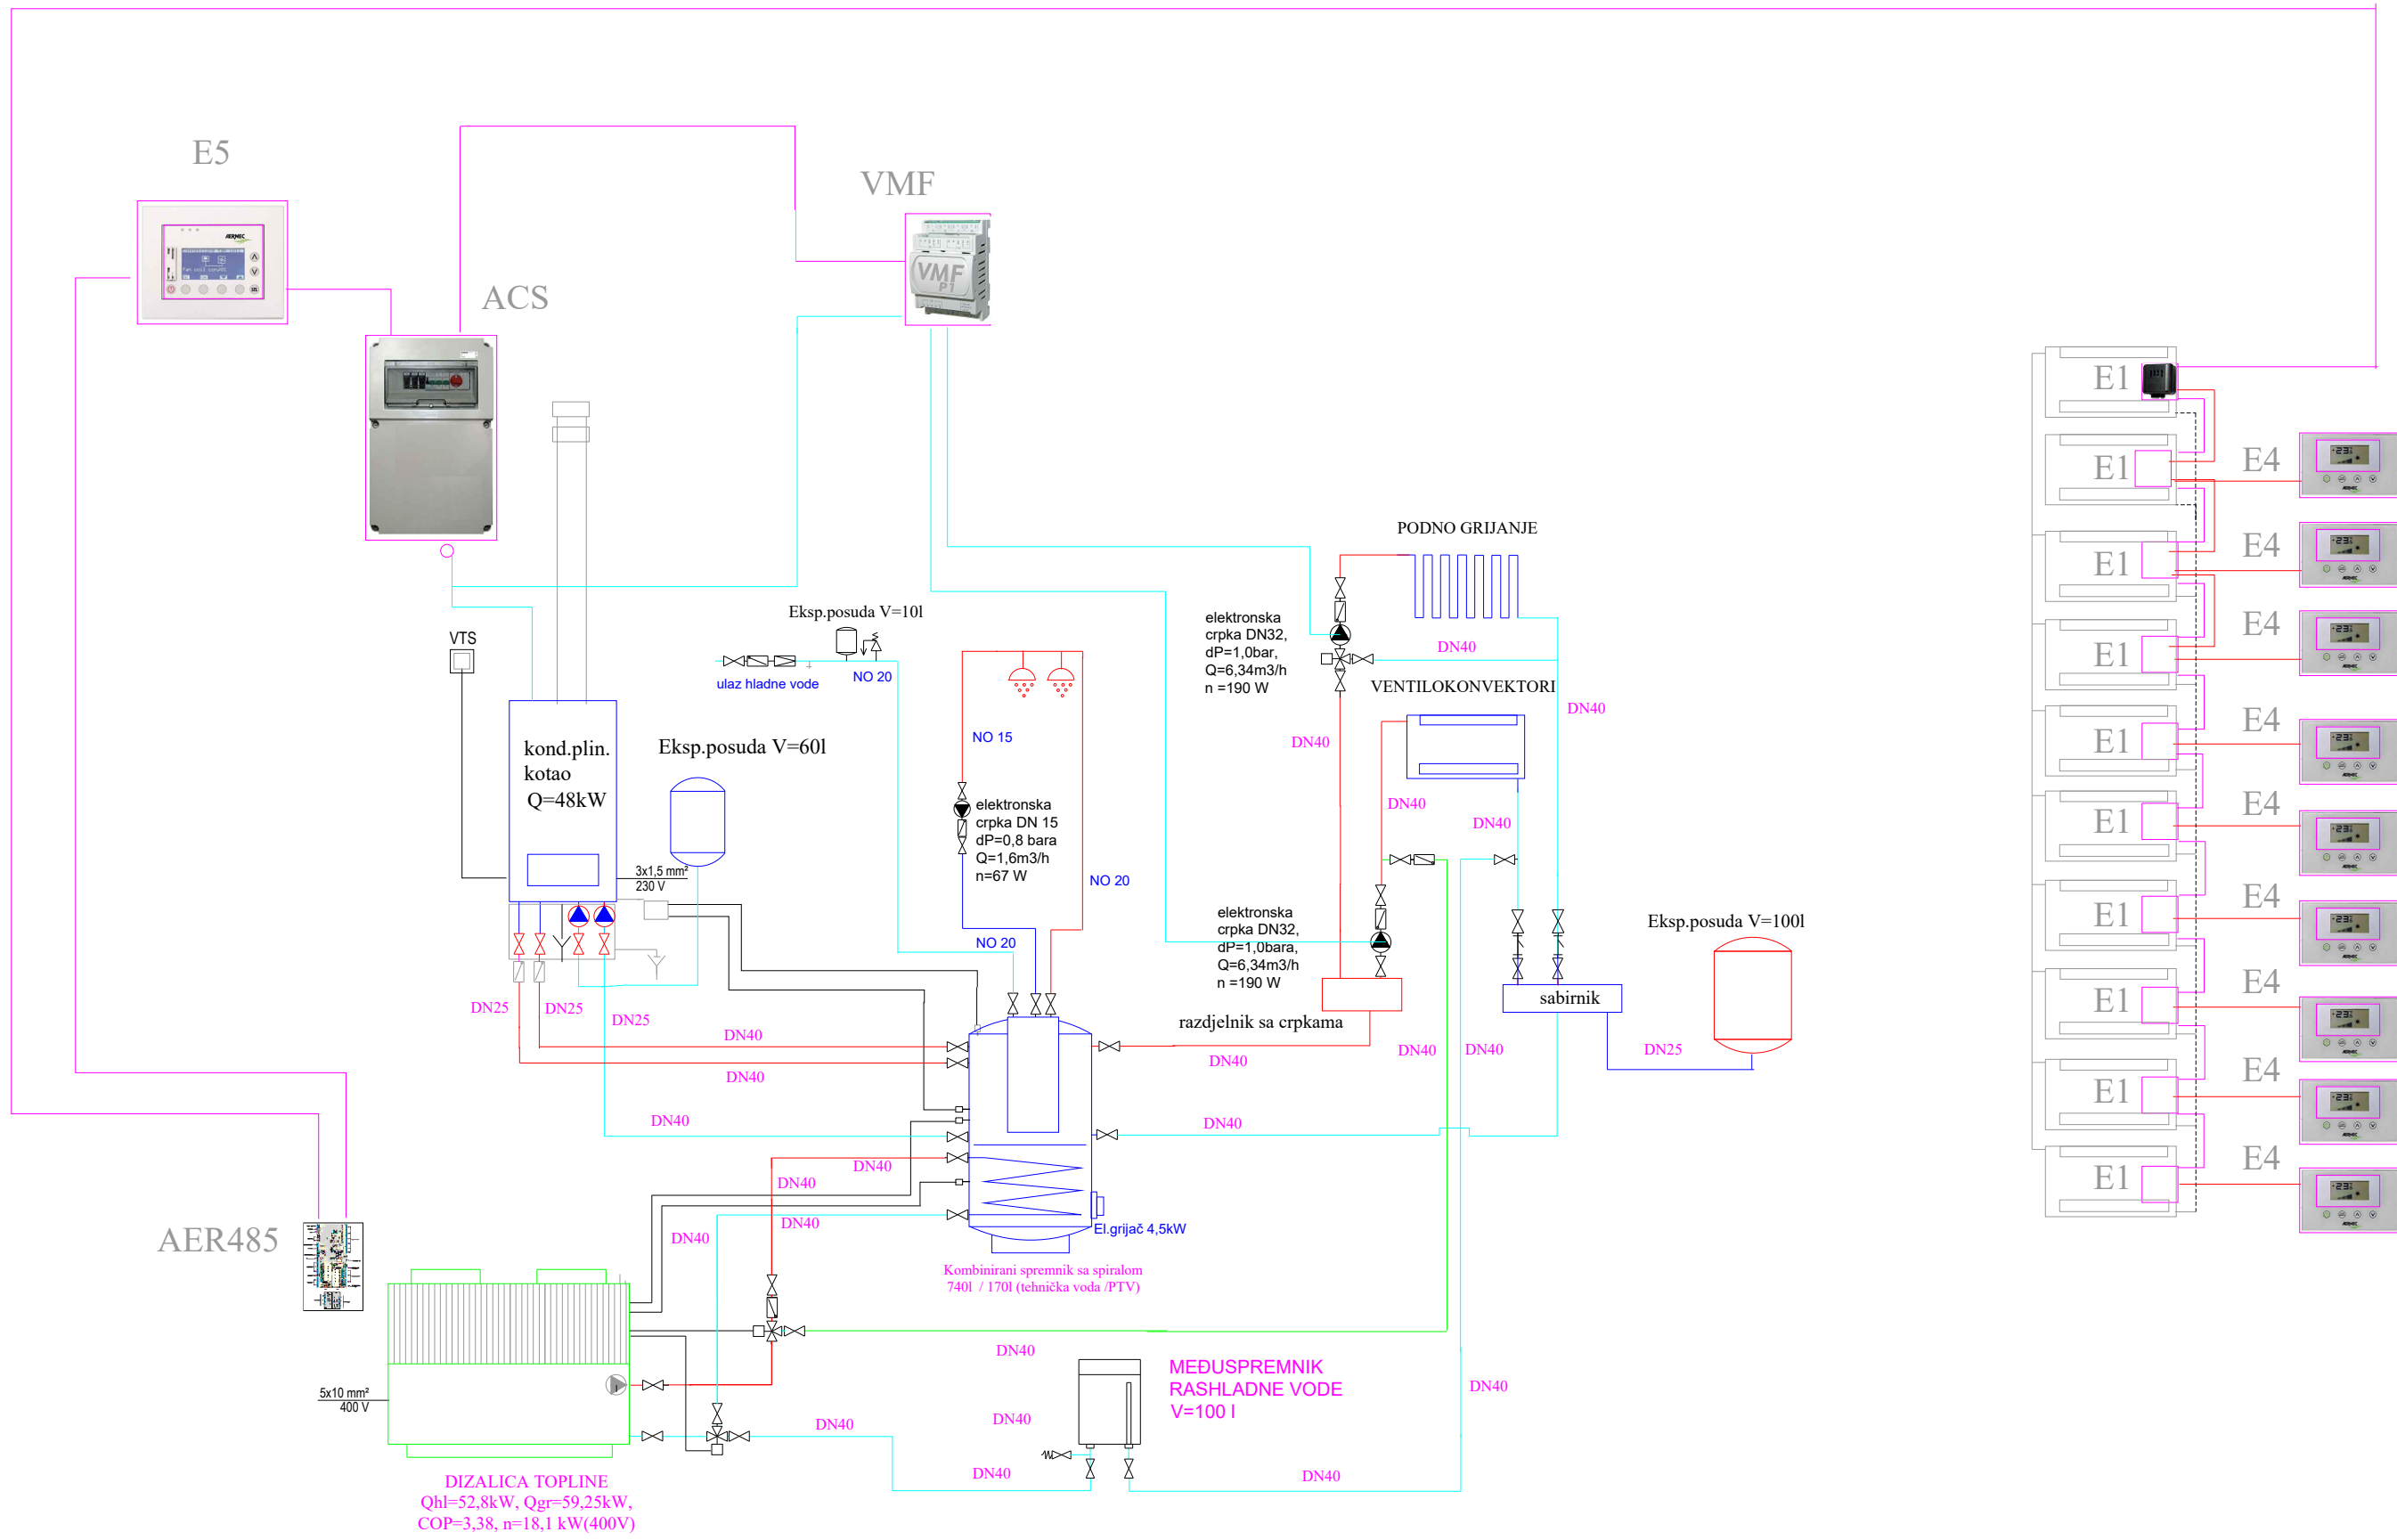 E5
VMF
AERMEC
ACS
VMF
P1
E1
E1
E4
E1
E4
E1
E4
E1
E4
E1
E4
E1
E4
E1
E4
E1
E4
E1
E4
PODNO GRIJANJE
Eksp.posuda V=10l
elektronska
crpka DN32,
dP=1,0bar,
Q=6,34m3/h
n =190 W
DN40
VTS
ulaz hladne vode
NO 20
VENTILOKONVEKTORI
DN40
kond.plin.
kotao
Q=48kW
Eksp.posuda V=60l
NO 15
DN40
DN40
DN40
elektronska
crpka DN 15
dP=0,8 bara
Q=1,6m3/h
n=67 W
3x1,5 mm²
230 V
NO 20
NO 20
elektronska
crpka DN32,
dP=1,0bara,
Q=6,34m3/h
n =190 W
Eksp.posuda V=100l
sabirnik
DN25
DN25
DN25
razdjelnik sa crpkama
DN40
DN40
DN40
DN40
DN40
DN25
DN40
DN40
DN40
DN40
DN40
DN40
El.grijač 4,5kW
AER485
Kombinirani spremnik sa spiralom
740l / 170l (tehnička voda /PTV)
DN40
MEĐUSPREMNIK
RASHLADNE VODE
V=100 l
5x10 mm²
400 V
DN40
DN40
DN40
DN40
DN40
DIZALICA TOPLINE
Qhl=52,8kW, Qgr=59,25kW,
COP=3,38, n=18,1 kW(400V)